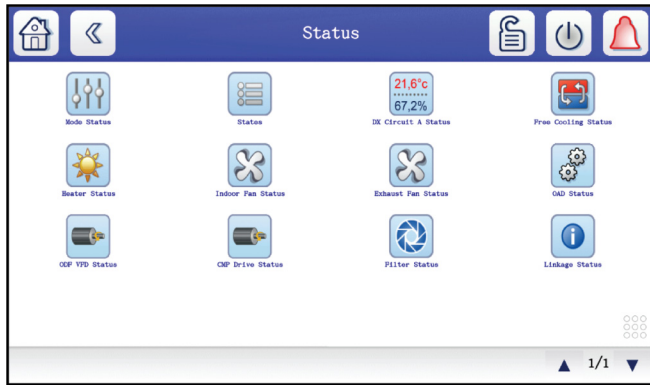 Status
21,6°c
67,2%
Mode Status
States
DX Circuit A Status
Free Cooling Status
Heater Status
Indoor Fan Status
Exhaust Fan Status
OAD Status
ODF VFD Status
CMP Drive Status
Filter Status
Linkage Status
1/1